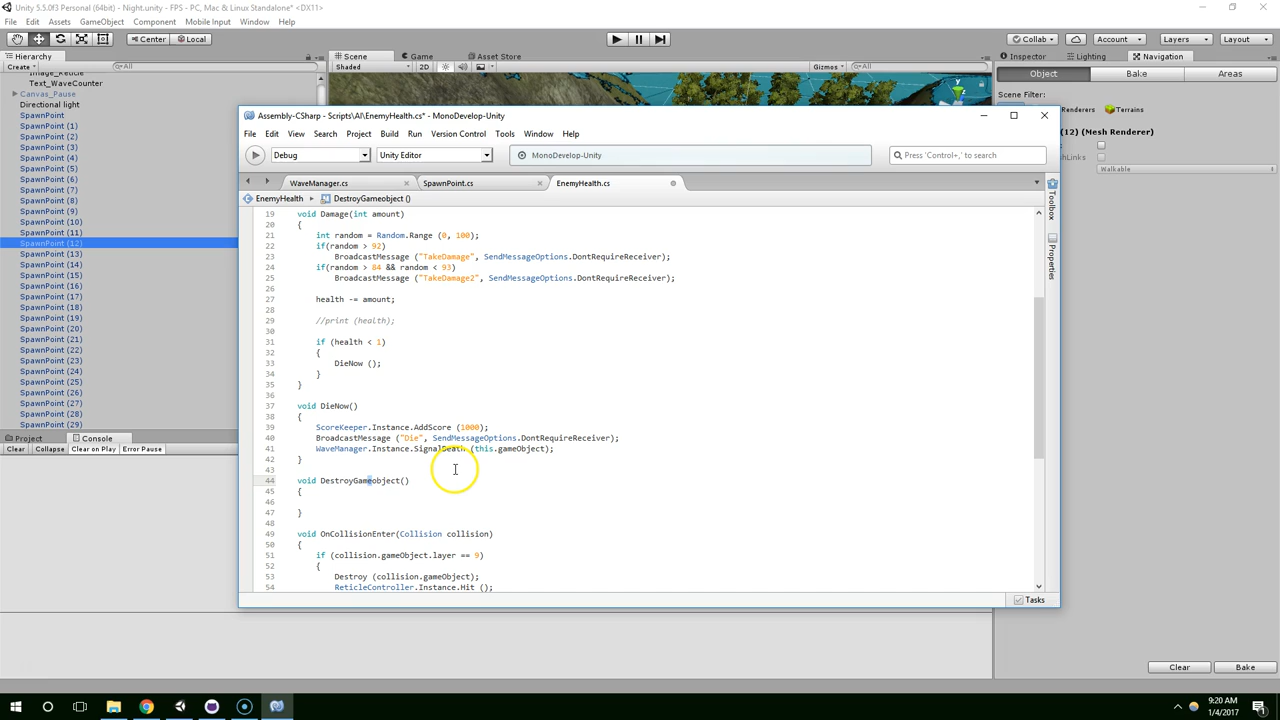 Unity 5.5.0f3 Personal (64bit) - Night.unity - FPS - PC, Mac & Linux Standalone* <DX11>
File Edit Assets GameObject Component Mobile Input Window Help
Center Local Collab Account Layers Layout
Hierarchy Scene Game Asset Store Inspector Lighting Navigation
Create All Shaded 2D Gizmos All Object Bake Areas
Image_Reticle
Text_WaveCounter
Canvas_Pause
Directional light
SpawnPoint
SpawnPoint (1)
SpawnPoint (2)
SpawnPoint (3)
SpawnPoint (4)
SpawnPoint (5)
SpawnPoint (6)
SpawnPoint (7)
SpawnPoint (8)
SpawnPoint (9)
SpawnPoint (10)
SpawnPoint (11)
SpawnPoint (12)
SpawnPoint (13)
SpawnPoint (14)
SpawnPoint (15)
SpawnPoint (16)
SpawnPoint (17)
SpawnPoint (18)
SpawnPoint (19)
SpawnPoint (20)
SpawnPoint (21)
SpawnPoint (22)
SpawnPoint (23)
SpawnPoint (24)
SpawnPoint (25)
SpawnPoint (26)
SpawnPoint (27)
SpawnPoint (28)
SpawnPoint (29)
Project Console
Clear Collapse Clear on Play Error Pause
y
Scene Filter:
Renderers Terrains
(12) (Mesh Renderer)
hLinks
Walkable
Clear Bake
Assembly-CSharp - Scripts\AI\EnemyHealth.cs* - MonoDevelop-Unity
File Edit View Search Project Build Run Version Control Tools Window Help
Debug Unity Editor MonoDevelop-Unity Press 'Control+,' to search
WaveManager.cs SpawnPoint.cs EnemyHealth.cs
EnemyHealth DestroyGameobject ()
Toolbox
Properties
19 void Damage(int amount)
20 {
21 int random = Random.Range (0, 100);
22 if(random > 92)
23 BroadcastMessage ("TakeDamage", SendMessageOptions.DontRequireReceiver);
24 if(random > 84 && random < 93)
25 BroadcastMessage ("TakeDamage2", SendMessageOptions.DontRequireReceiver);
26
27 health -= amount;
28
29 //print (health);
30
31 if (health < 1)
32 {
33 DieNow ();
34 }
35 }
36
37 void DieNow()
38 {
39 ScoreKeeper.Instance.AddScore (1000);
40 BroadcastMessage ("Die", SendMessageOptions.DontRequireReceiver);
41 WaveManager.Instance.SignalDeath (this.gameObject);
42 }
43
44 void DestroyGameobject()
45 {
46
47 }
48
49 void OnCollisionEnter(Collision collision)
50 {
51 if (collision.gameObject.layer == 9)
52 {
53 Destroy (collision.gameObject);
54 ReticleController.Instance.Hit ();
Tasks
9:20 AM
1/4/2017